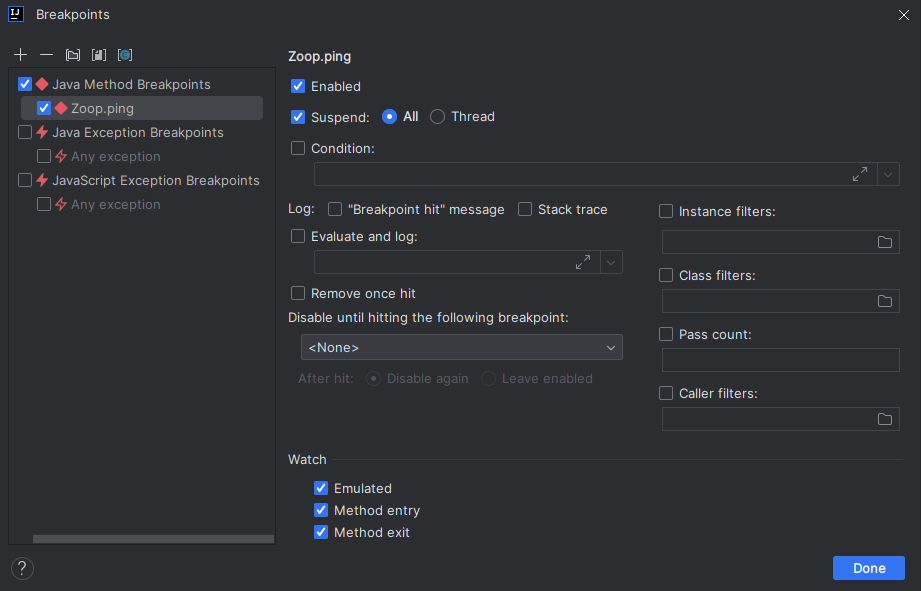 IJ Breakpoints
Java Method Breakpoints
Zoop.ping
Java Exception Breakpoints
Any exception
JavaScript Exception Breakpoints
Any exception
Zoop.ping
Enabled
Suspend: All Thread
Condition:
Log: "Breakpoint hit" message Stack trace
Evaluate and log:
Remove once hit
Disable until hitting the following breakpoint:
<None>
After hit: Disable again Leave enabled
Instance filters:
Class filters:
Pass count:
Caller filters:
Watch
Emulated
Method entry
Method exit
? Done